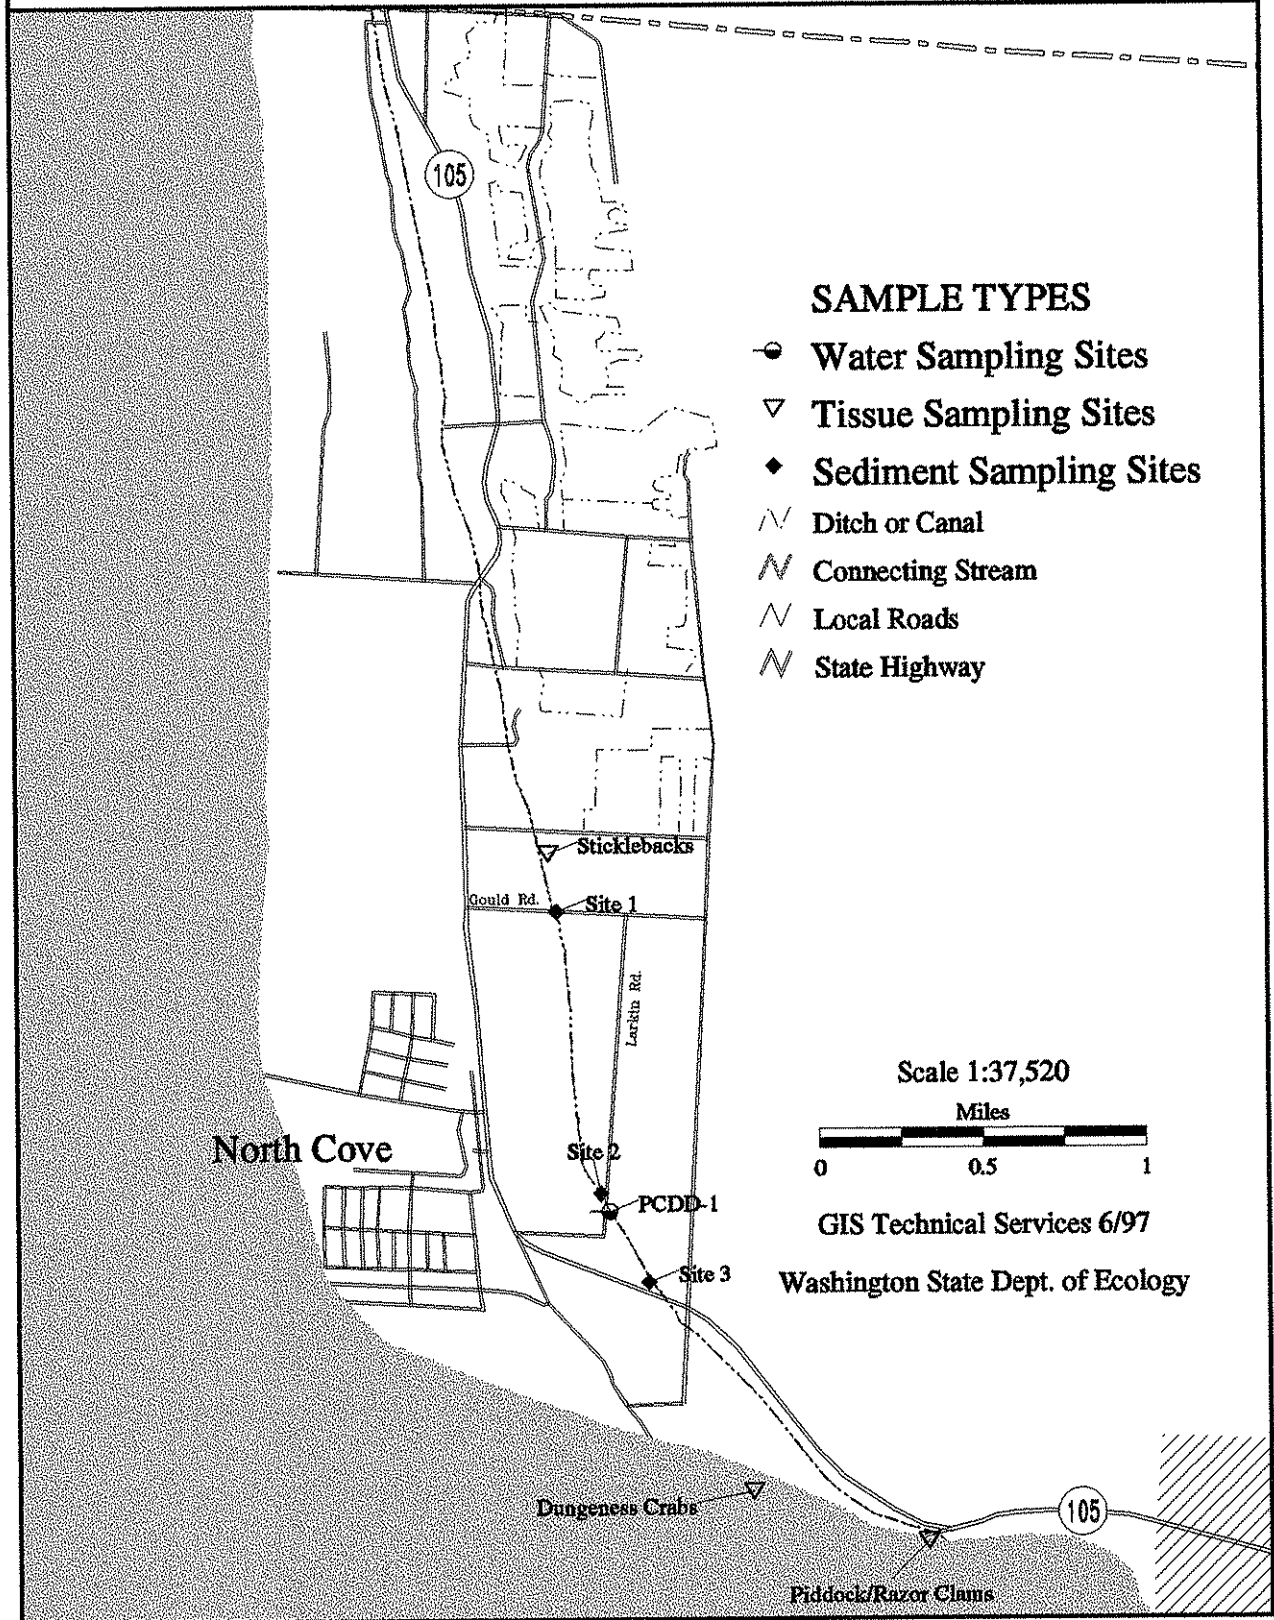 105
SAMPLE TYPES
Water Sampling Sites
Tissue Sampling Sites
Sediment Sampling Sites
Ditch or Canal
Connecting Stream
Local Roads
State Highway
Sticklebacks
Gould Rd.
Site 1
Larkin Rd.
Scale 1:37,520
Miles
0 0.5 1
North Cove
Site 2
PCDD-1
GIS Technical Services 6/97
Site 3
Washington State Dept. of Ecology
Dungeness Crabs
105
Piddock/Razor Clams